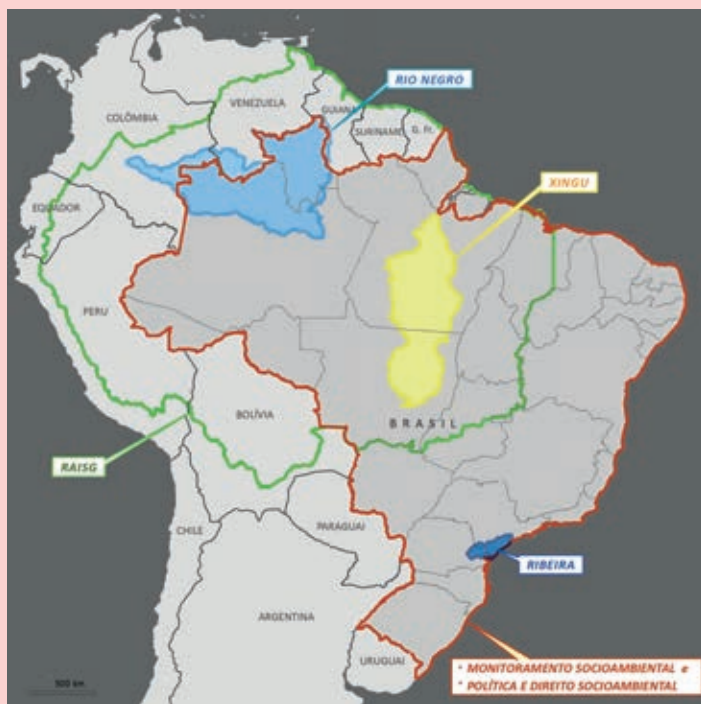 RIO NEGRO
VENEZUELA
GUIANA
COLÔMBIA
SURINAME
G. Fr.
XINGU
EQUADOR
PERU
BOLÍVIA
BRASIL
RAISG
PARAGUAI
CHILE
RIBEIRA
ARGENTINA
URUGUAI
* MONITORAMENTO SOCIOAMBIENTAL e
* POLÍTICA E DIREITO SOCIOAMBIENTAL
500 km